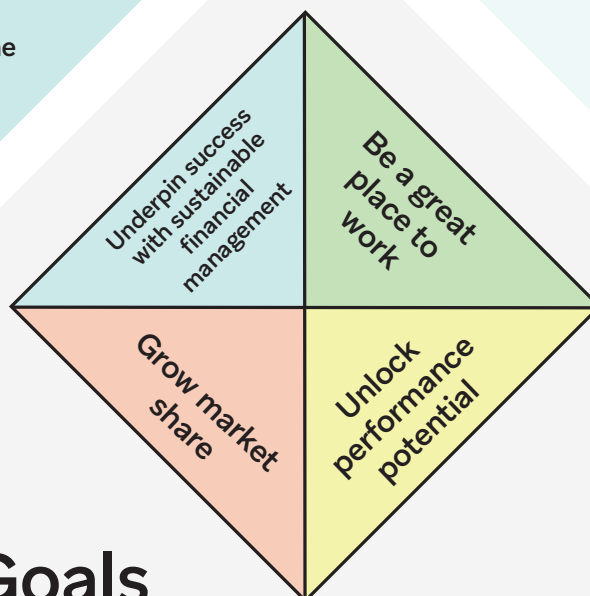 Underpin success
with sustainable
financial
management
Be a great
place to
work
Grow market
share
Unlock
performance
potential
Goals